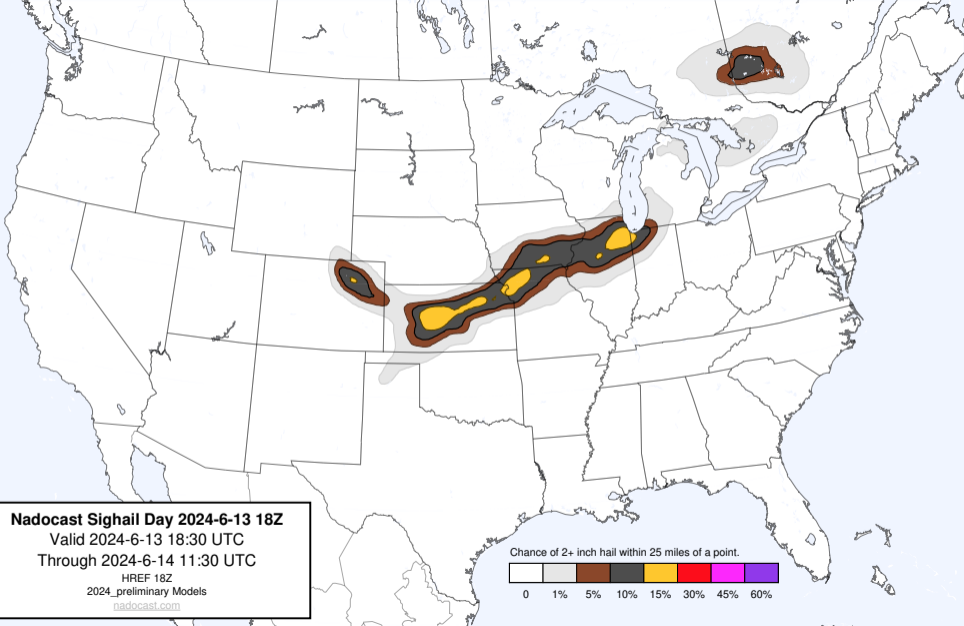 Nadocast Sighail Day 2024-6-13 18Z
Valid 2024-6-13 18:30 UTC
Through 2024-6-14 11:30 UTC
HREF 18Z
2024_preliminary Models
nadocast.com
Chance of 2+ inch hail within 25 miles of a point.
0 1% 5% 10% 15% 30% 45% 60%